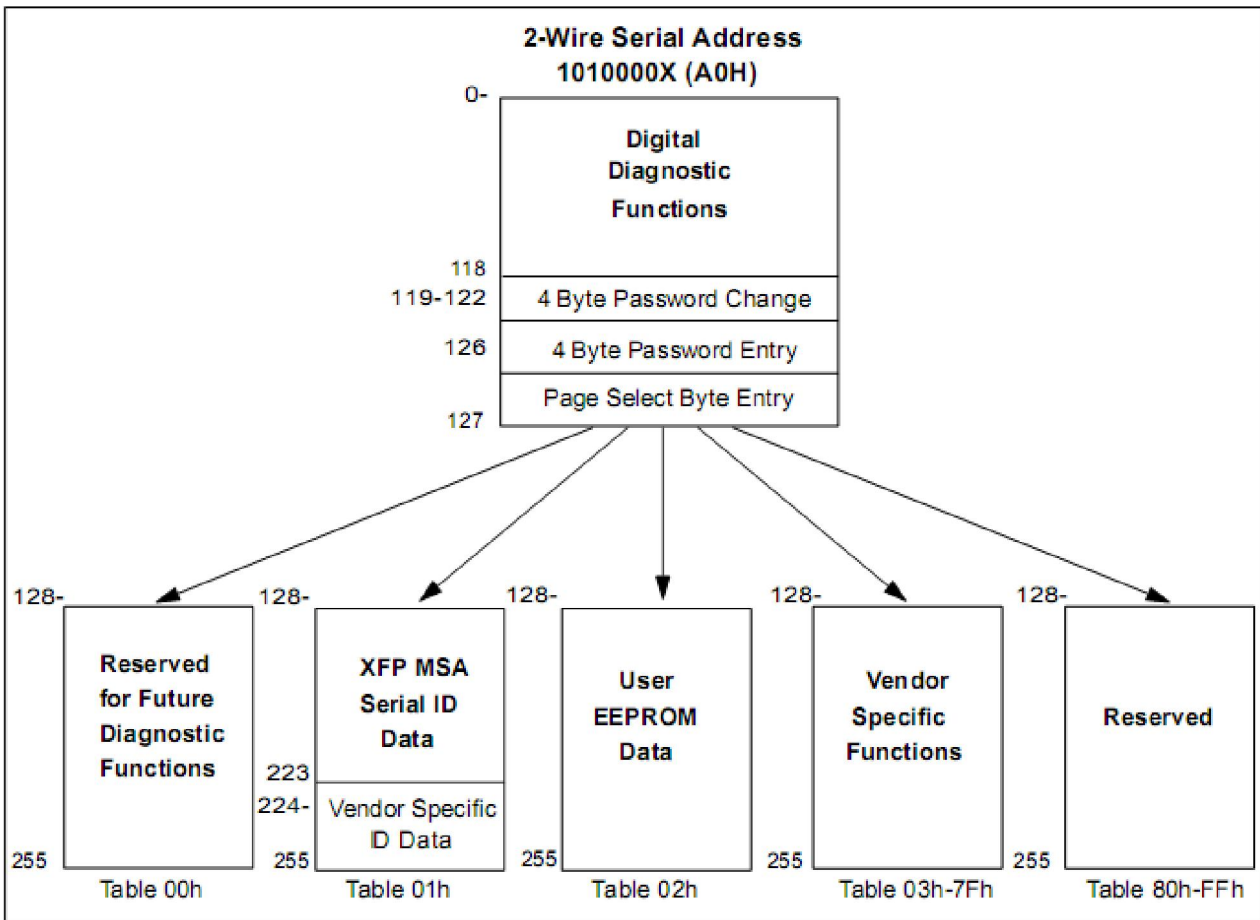 2-Wire Serial Address
1010000X (A0H)
0-
Digital
Diagnostic
Functions
118
119-122
4 Byte Password Change
126
4 Byte Password Entry
Page Select Byte Entry
127
128-
Reserved
for Future
Diagnostic
Functions
255
Table 00h
128-
XFP MSA
Serial ID
Data
223
224-
Vendor Specific
ID Data
255
Table 01h
128-
User
EEPROM
Data
255
Table 02h
128-
Vendor
Specific
Functions
255
Table 03h-7Fh
128-
Reserved
255
Table 80h-FFh